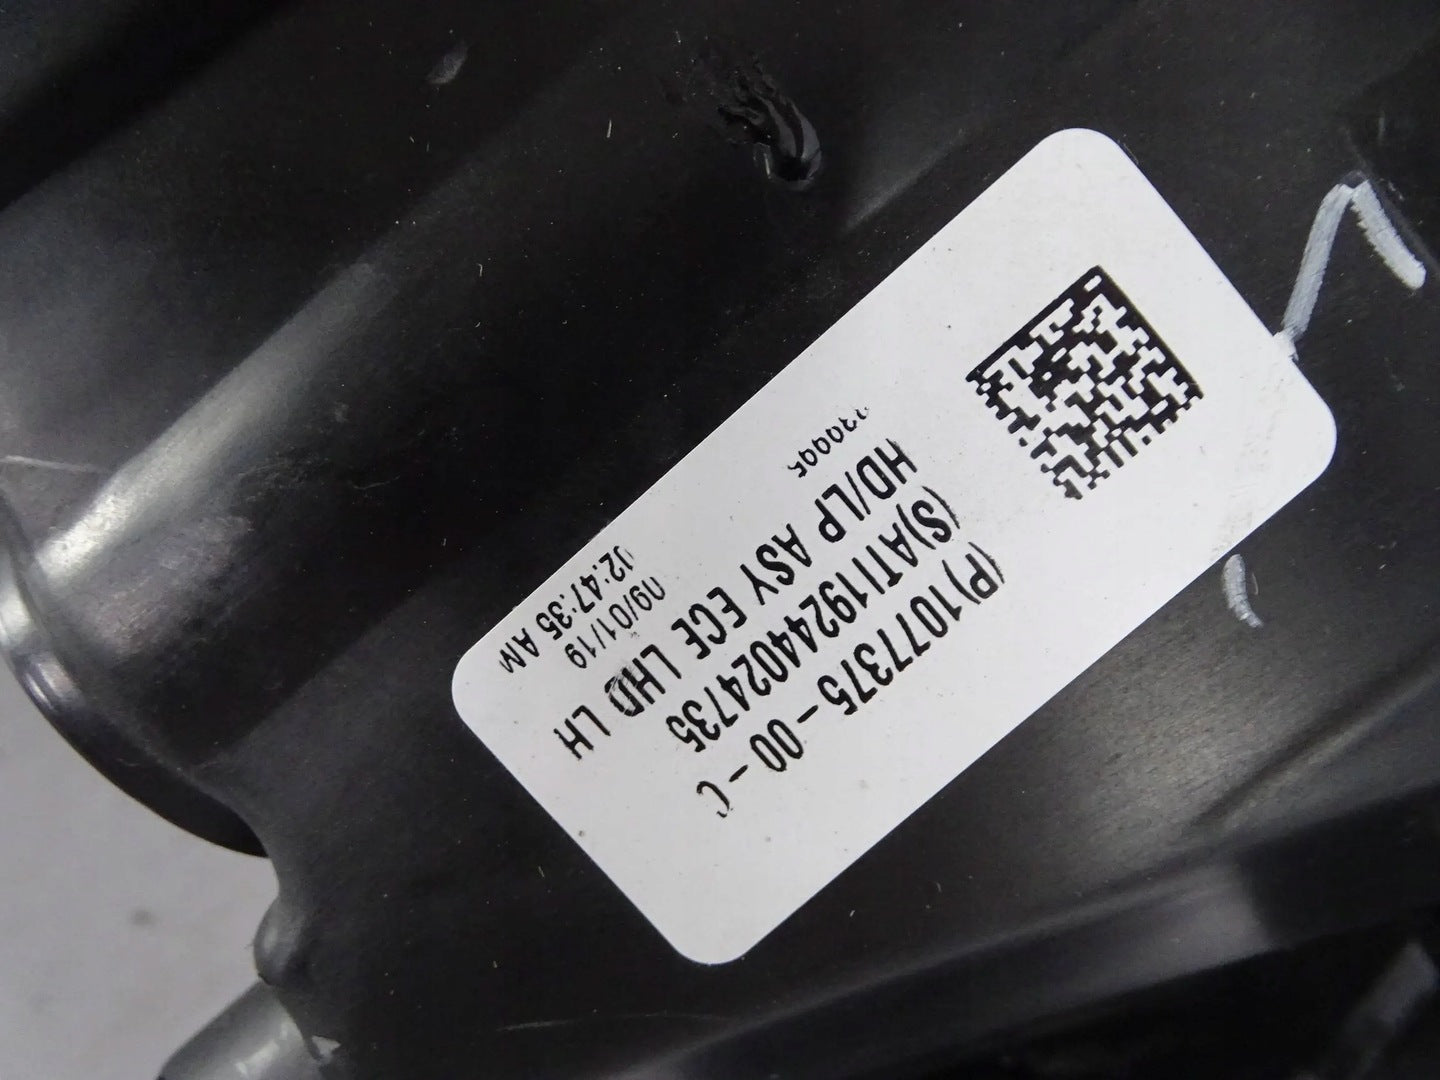 (P)1077375-00-C
(S)ATI19244024735
HD/LP ASY ECE LHD LH
09/01/19
02:47:35 AM